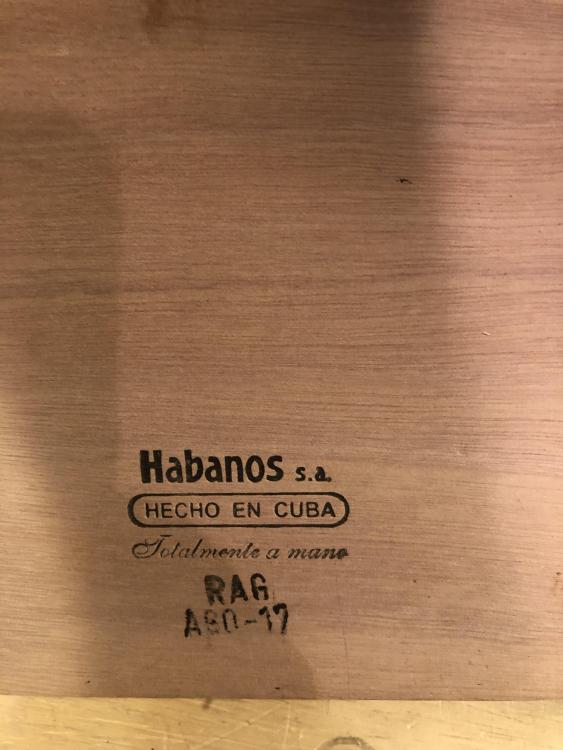 Habanos s.a.
HECHO EN CUBA
Totalmente a mano
RAG
AGO-17